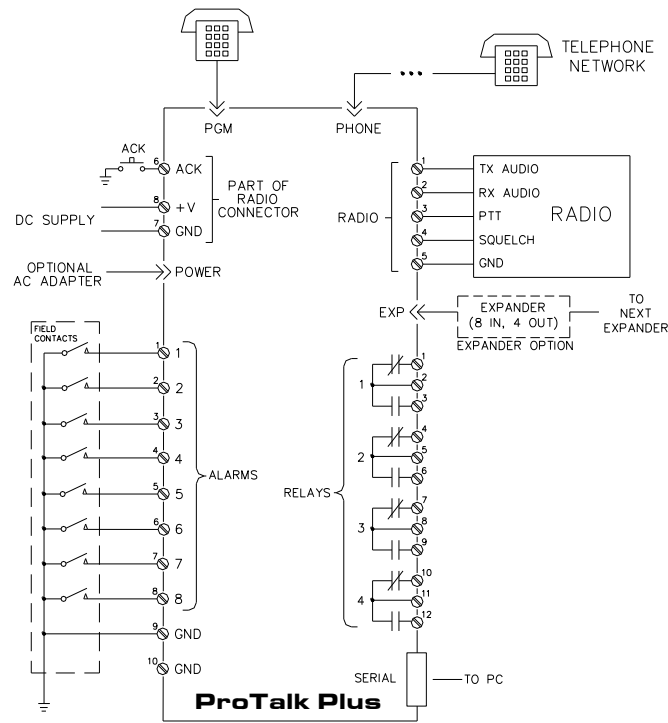 TELEPHONE
NETWORK
PGM
PHONE
ACK
6
ACK
8
+V
DC SUPPLY
7
GND
PART OF
RADIO
CONNECTOR
OPTIONAL
AC ADAPTER
POWER
RADIO
1
TX AUDIO
2
RX AUDIO
3
PTT
4
SQUELCH
5
GND
RADIO
EXP
EXPANDER
(8 IN, 4 OUT)
EXPANDER OPTION
TO
NEXT
EXPANDER
FIELD
CONTACTS
1
1
2
2
3
3
4
4
5
5
6
6
7
7
8
8
9
GND
10
GND
ALARMS
RELAYS
1
1
2
3
2
4
5
6
3
7
8
9
4
10
11
12
SERIAL
TO PC
ProTalk Plus